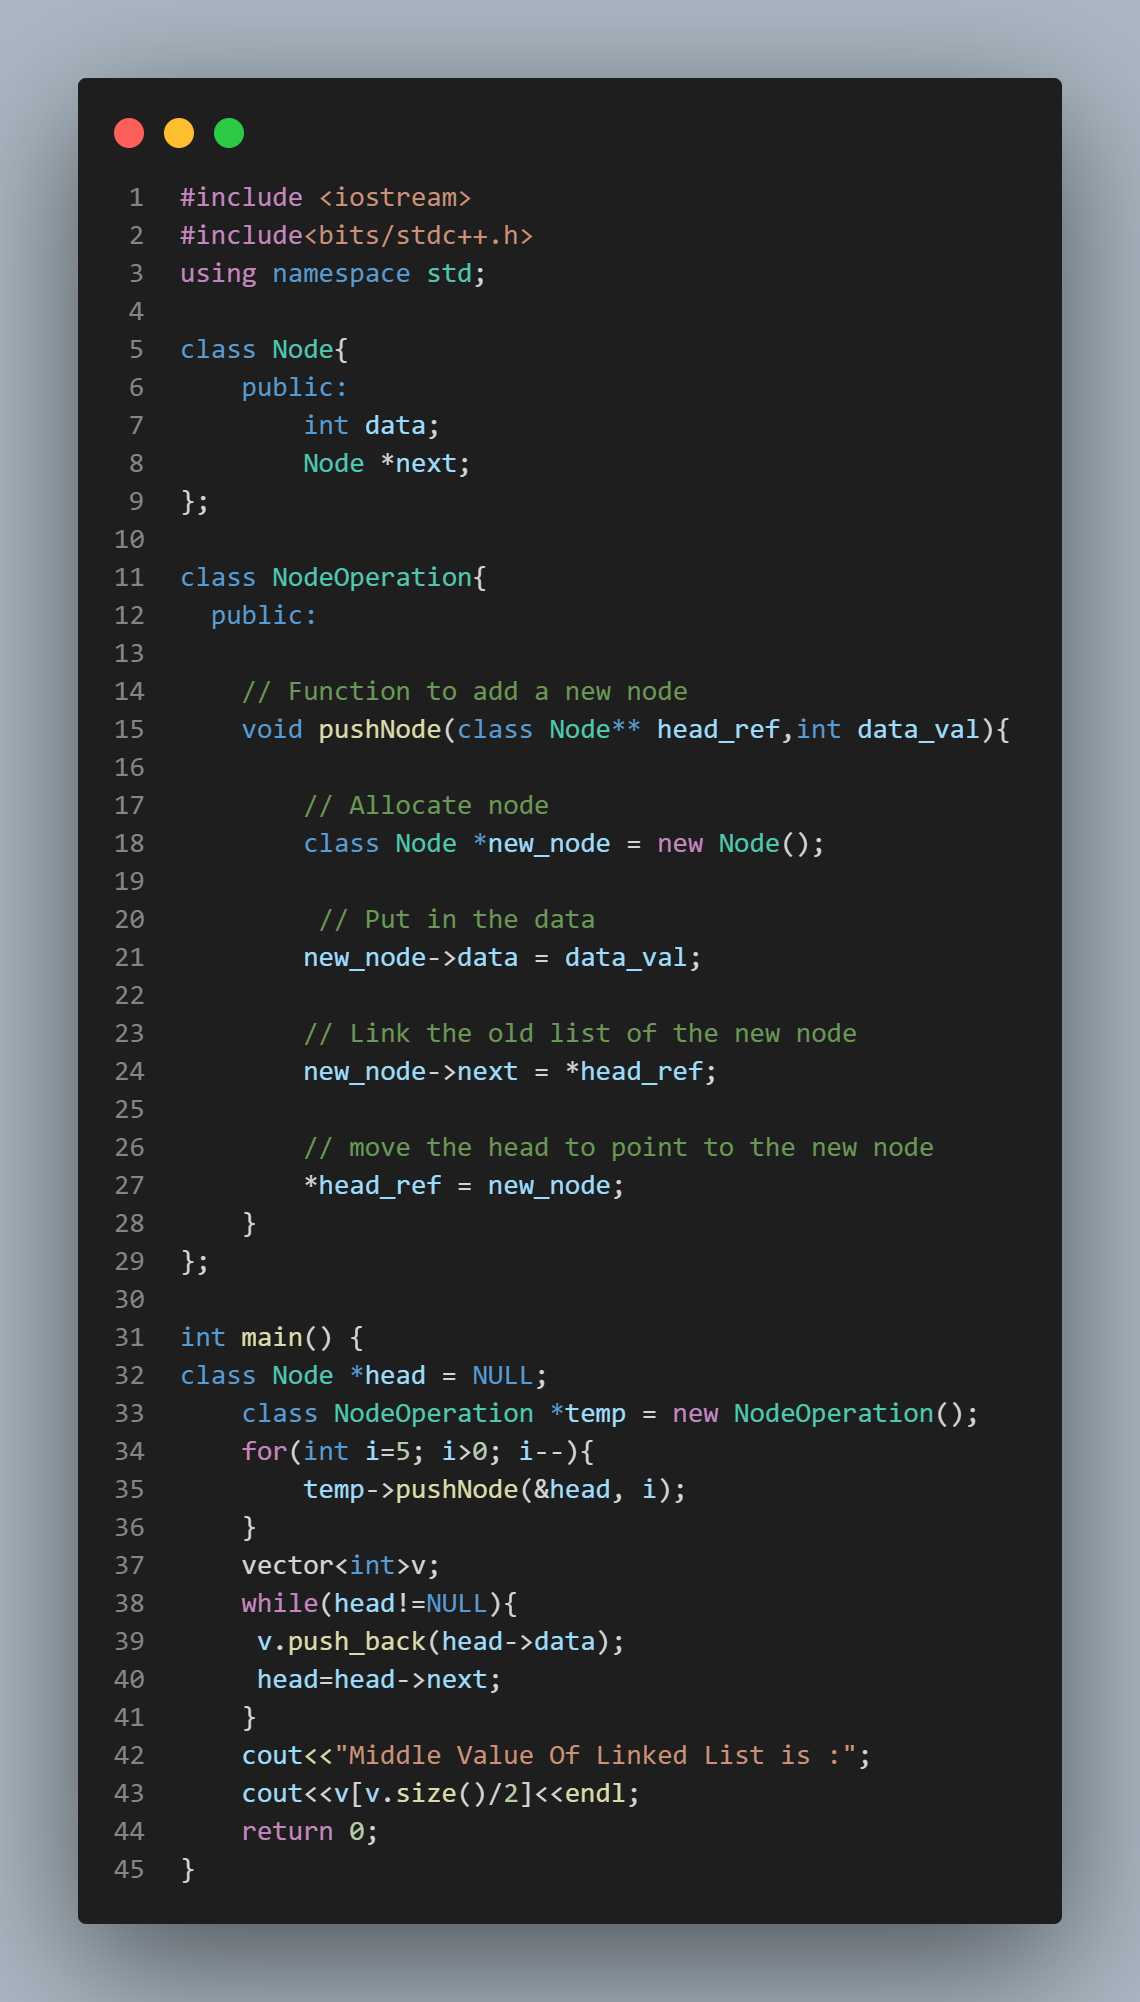 1 #include <iostream>
2 #include<bits/stdc++.h>
3 using namespace std;
4
5 class Node{
6     public:
7         int data;
8         Node *next;
9 };
10
11 class NodeOperation{
12   public:
13
14     // Function to add a new node
15     void pushNode(class Node** head_ref,int data_val){
16
17         // Allocate node
18         class Node *new_node = new Node();
19
20          // Put in the data
21         new_node->data = data_val;
22
23         // Link the old list of the new node
24         new_node->next = *head_ref;
25
26         // move the head to point to the new node
27         *head_ref = new_node;
28     }
29 };
30
31 int main() {
32 class Node *head = NULL;
33     class NodeOperation *temp = new NodeOperation();
34     for(int i=5; i>0; i--){
35         temp->pushNode(&head, i);
36     }
37     vector<int>v;
38     while(head!=NULL){
39      v.push_back(head->data);
40      head=head->next;
41     }
42     cout<<"Middle Value Of Linked List is :";
43     cout<<v[v.size()/2]<<endl;
44     return 0;
45 }